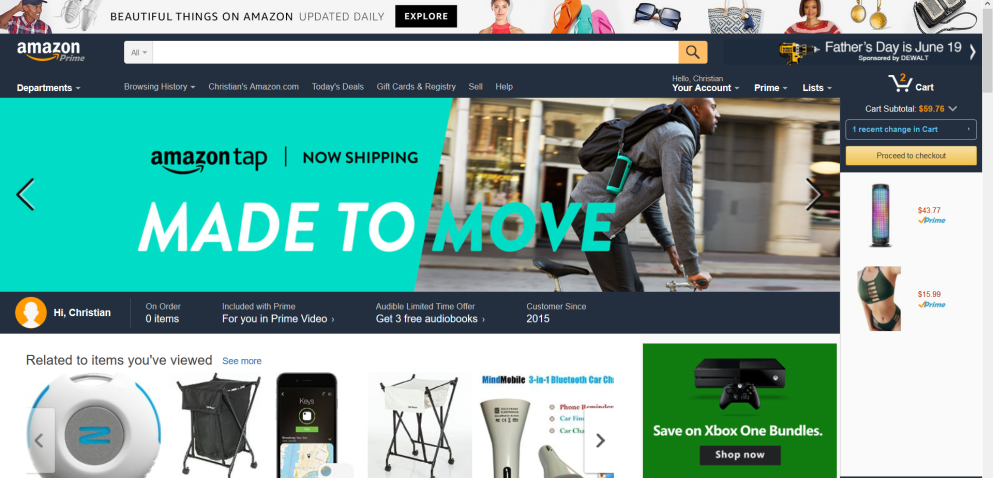 BEAUTIFUL THINGS ON AMAZON UPDATED DAILY EXPLORE
amazon Prime
All
Father's Day is June 19
Sponsored by DEWALT
Departments
Browsing History
Christian's Amazon.com
Today's Deals
Gift Cards & Registry
Sell
Help
Hello, Christian
Your Account
Prime
Lists
2
Cart
Cart Subtotal: $59.76
1 recent change in Cart
Proceed to checkout
$43.77
Prime
$15.99
Prime
amazon tap | NOW SHIPPING
MADE TO MOVE
Hi, Christian
On Order
0 items
Included with Prime
For you in Prime Video ›
Audible Limited Time Offer
Get 3 free audiobooks ›
Customer Since
2015
Related to items you've viewed See more
Keys
MindMobile 3-in-1 Bluetooth Car Ch
Phone Reminder
Car Fin
Car Cha
Save on Xbox One Bundles.
Shop now